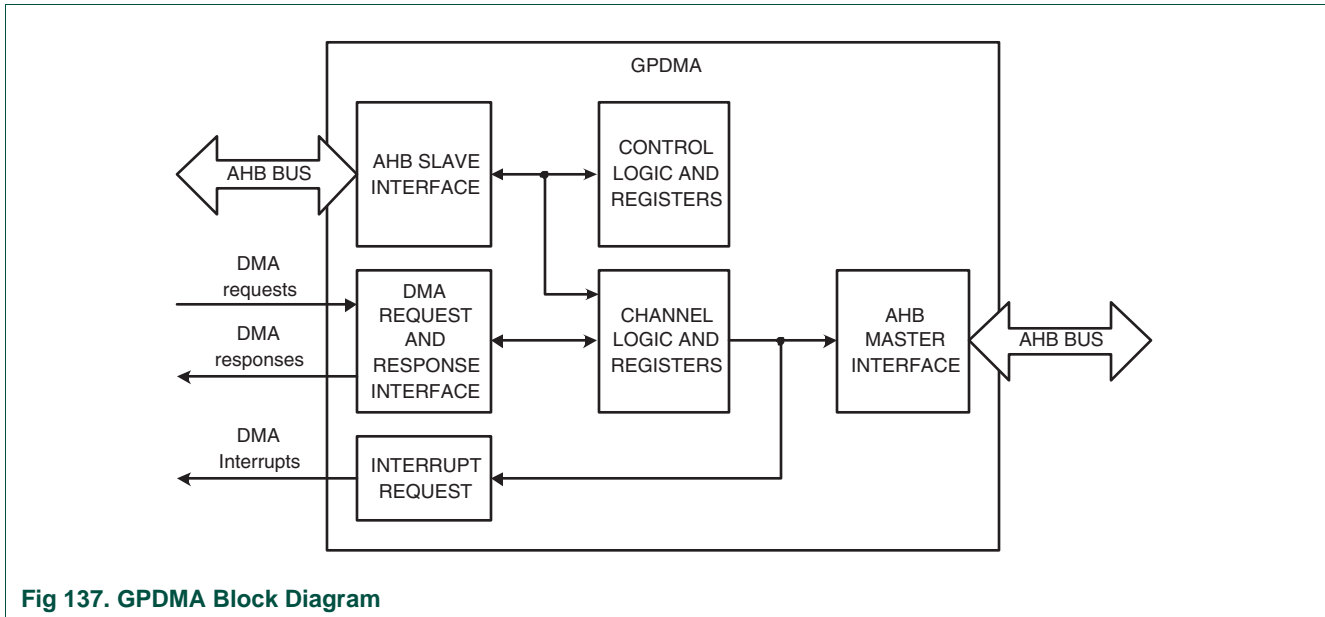 GPDMA
AHB BUS
AHB SLAVE
INTERFACE
CONTROL
LOGIC AND
REGISTERS
DMA
requests
DMA
responses
DMA
REQUEST
AND
RESPONSE
INTERFACE
CHANNEL
LOGIC AND
REGISTERS
AHB
MASTER
INTERFACE
AHB BUS
DMA
Interrupts
INTERRUPT
REQUEST
Fig 137. GPDMA Block Diagram